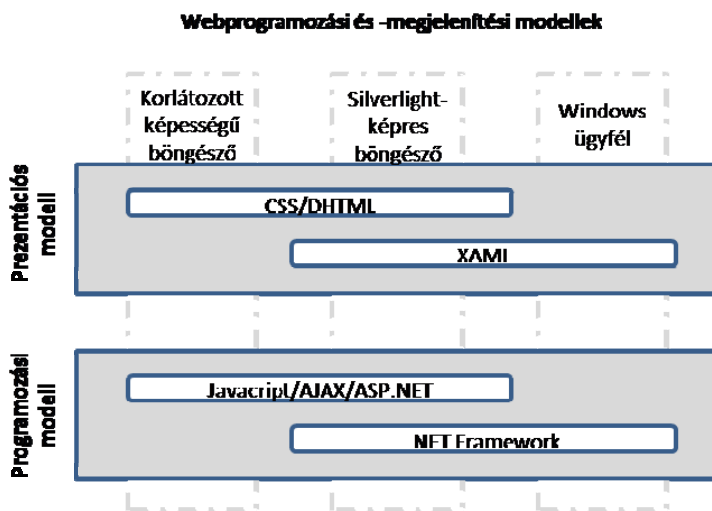 Webprogramozási és -megjelenítési modellek
Korlátozott
képességű
böngésző
Silverlight-
képres
böngésző
Windows
ügyfél
Prezentációs
modell
CSS/DHTML
XAMl
Programozási
modell
Javacript/AJAX/ASP.NET
NET Framework